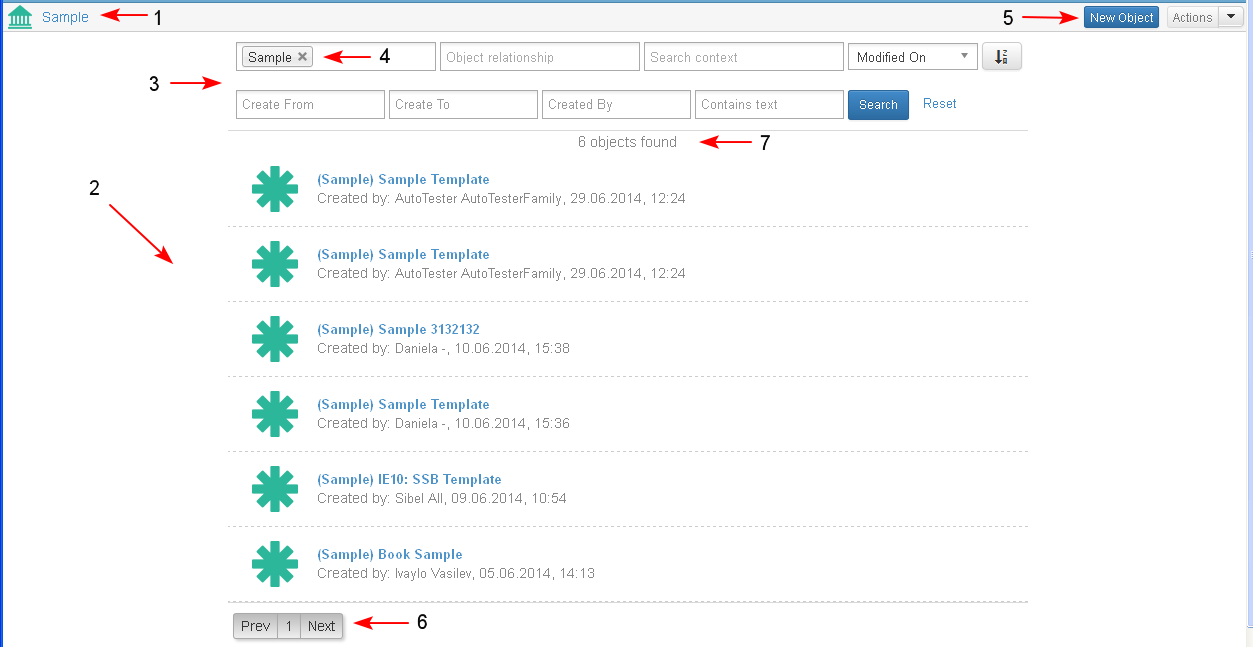 Sample 1 5 New Object Actions
Sample 4 Object relationship Search context Modified On
3
Create From Create To Created By Contains text Search Reset
6 objects found 7
(Sample) Sample Template
2
Created by: AutoTester AutoTesterFamily, 29.06.2014, 12:24
(Sample) Sample Template
Created by: AutoTester AutoTesterFamily, 29.06.2014, 12:24
(Sample) Sample 3132132
Created by: Daniela -, 10.06.2014, 15:38
(Sample) Sample Template
Created by: Daniela -, 10.06.2014, 15:36
(Sample) IE10: SSB Template
Created by: Sibel All, 09.06.2014, 10:54
(Sample) Book Sample
Created by: Ivaylo Vasilev, 05.06.2014, 14:13
Prev 1 Next 6